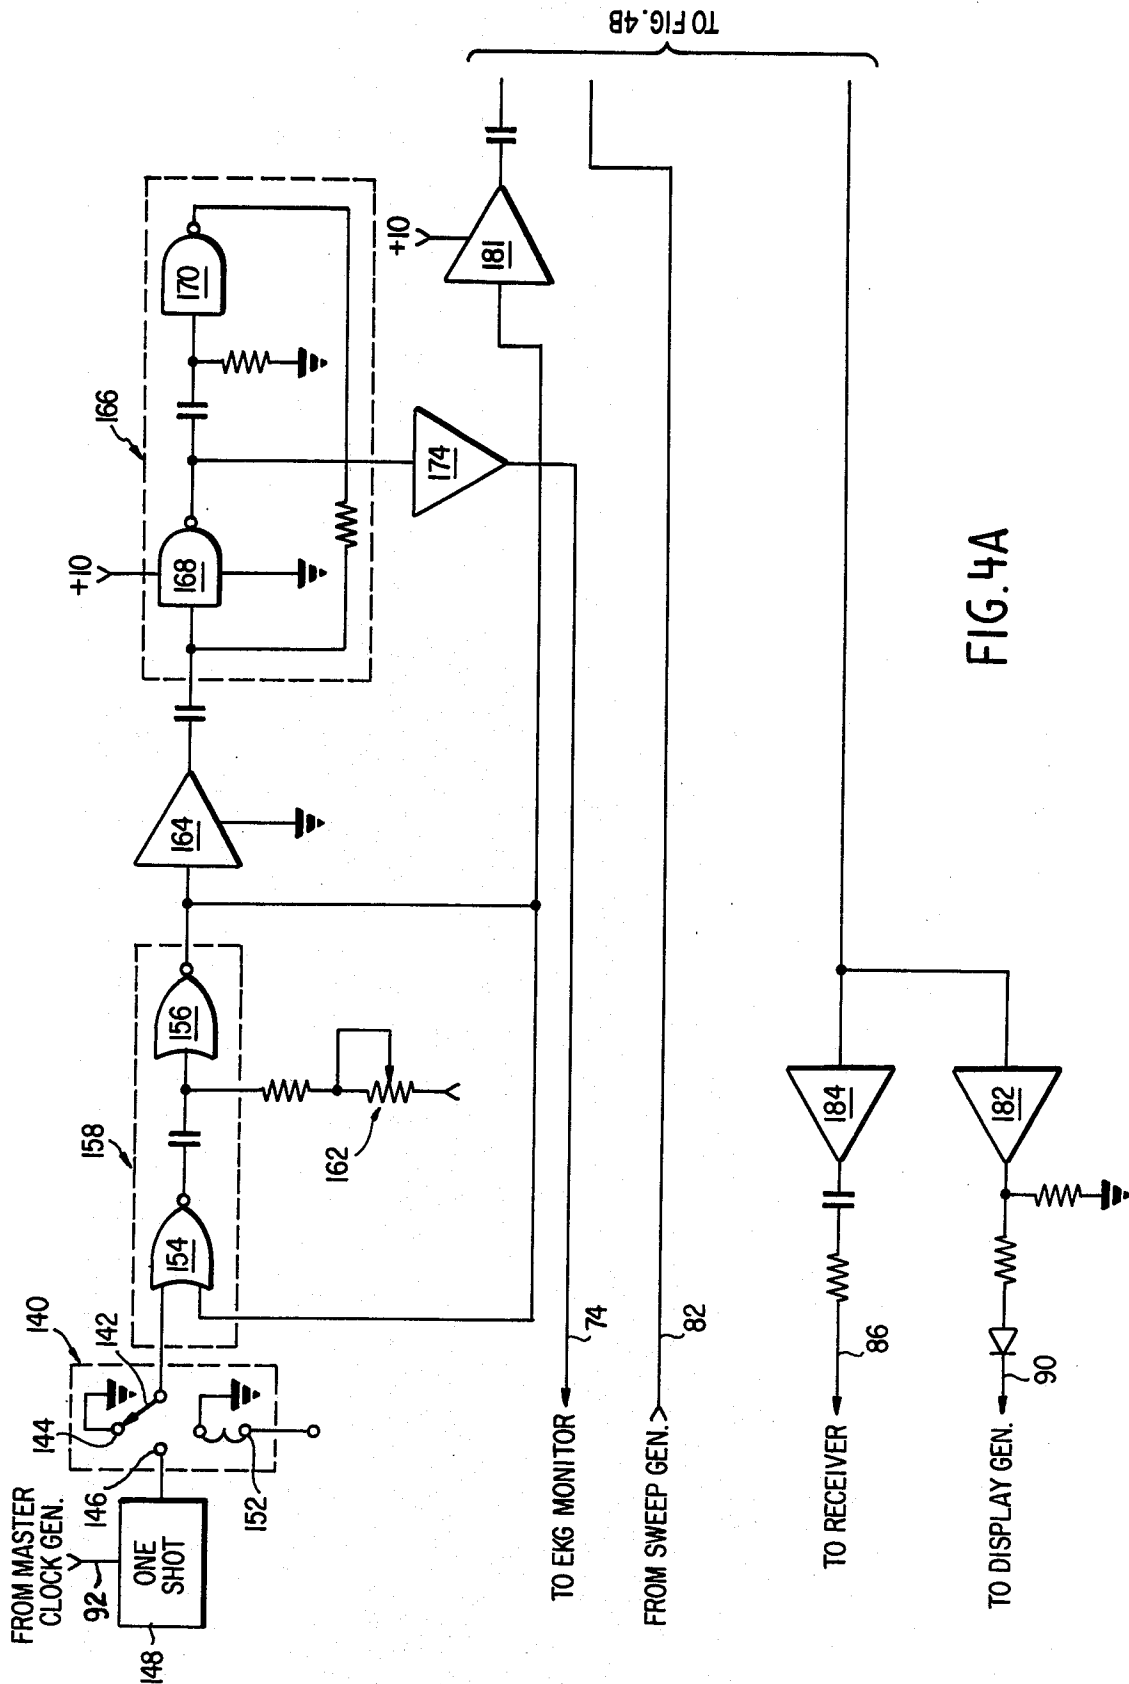 FROM MASTER
CLOCK GEN.
92
ONE
SHOT
148
146
144
142
140
152
154
158
156
162
164
166
+10
168
170
174
+10
181
TO FIG. 4B
TO EKG MONITOR
74
FROM SWEEP GEN.
82
TO RECEIVER
86
184
TO DISPLAY GEN.
90
182
FIG. 4A